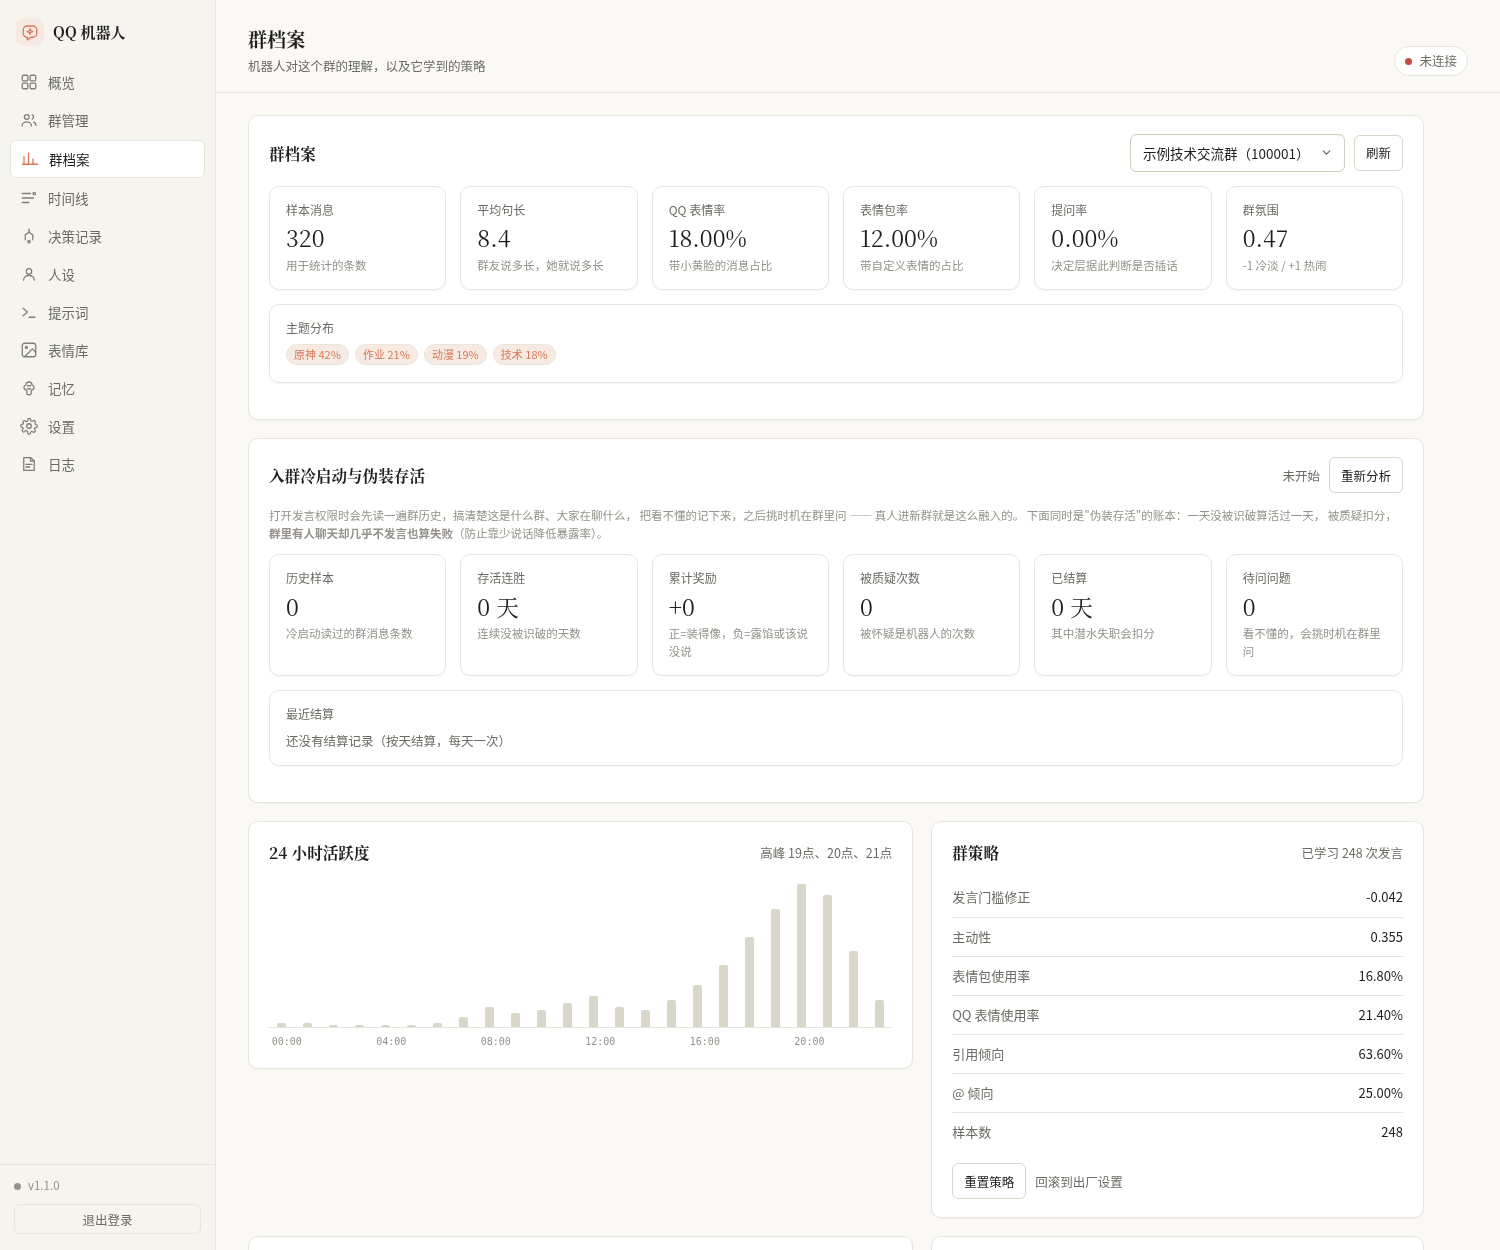 QQ 机器人
概览
群管理
群档案
时间线
决策记录
人设
提示词
表情库
记忆
设置
日志
v1.1.0
退出登录
群档案
机器人对这个群的理解，以及它学到的策略
未连接
群档案
示例技术交流群（100001）
刷新
样本消息
320
用于统计的条数
平均句长
8.4
群友说多长，她就说多长
QQ 表情率
18.00%
带小黄脸的消息占比
表情包率
12.00%
带自定义表情的占比
提问率
0.00%
决定层据此判断是否插话
群氛围
0.47
-1 冷淡 / +1 热闹
主题分布
原神 42%
作业 21%
动漫 19%
技术 18%
入群冷启动与伪装存活
未开始
重新分析
打开发言权限时会先读一遍群历史，搞清楚这是什么群、大家在聊什么， 把看不懂的记下来，之后挑时机在群里问 —— 真人进新群就是这么融入的。 下面同时是"伪装存活"的账本：一天没被识破算活过一天， 被质疑扣分，
群里有人聊天却几乎不发言也算失败（防止靠少说话降低暴露率）。
历史样本
0
冷启动读过的群消息条数
存活连胜
0 天
连续没被识破的天数
累计奖励
+0
正=装得像，负=露馅或该说
没说
被质疑次数
0
被怀疑是机器人的次数
已结算
0 天
其中潜水失职会扣分
待问问题
0
看不懂的，会挑时机在群里
问
最近结算
还没有结算记录（按天结算，每天一次）
24 小时活跃度
高峰 19点、20点、21点
00:00
04:00
08:00
12:00
16:00
20:00
群策略
已学习 248 次发言
发言门槛修正
-0.042
主动性
0.355
表情包使用率
16.80%
QQ 表情使用率
21.40%
引用倾向
63.60%
@ 倾向
25.00%
样本数
248
重置策略
回滚到出厂设置